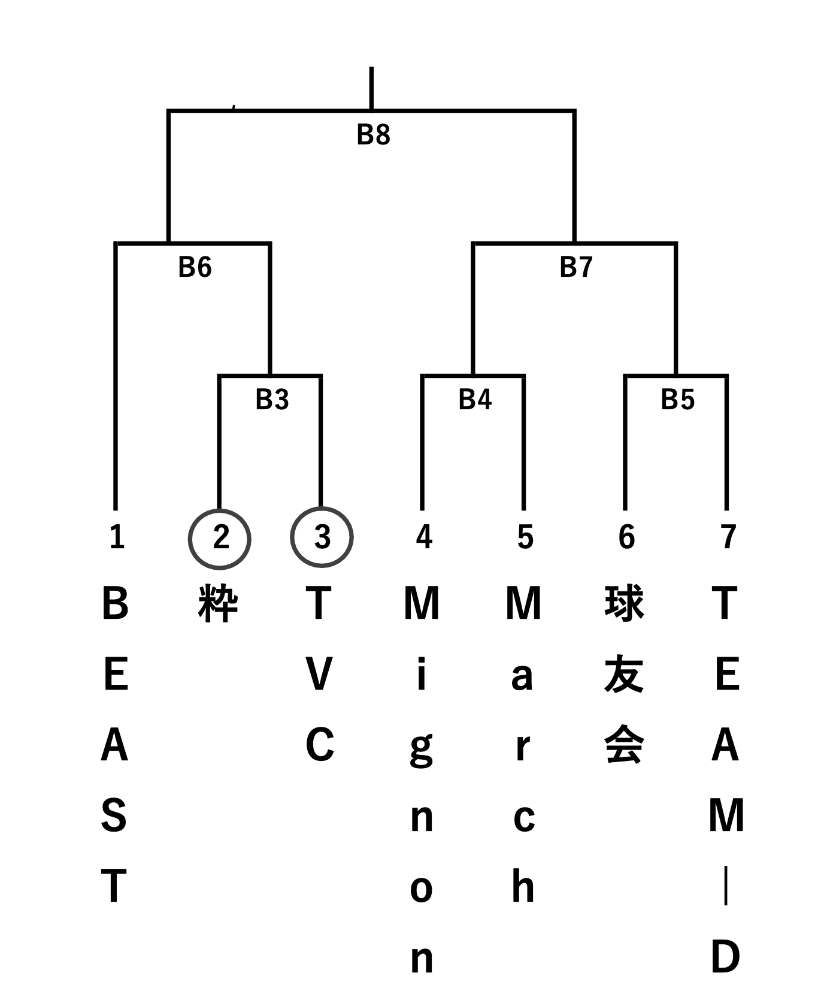 B8
B6
B7
B3
B4
B5
1
2
3
4
5
6
7
BEAST
粋
TVC
Mignon
March
球友会
TEAM｜D